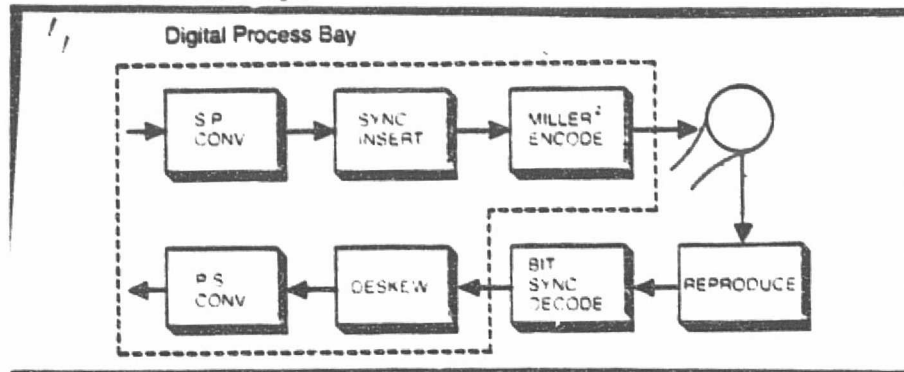 Digital Process Bay
S P
CONV
SYNC
INSERT
MILLER²
ENCODE
P S
CONV
DESKEW
BIT
SYNC
DECODE
REPRODUCE